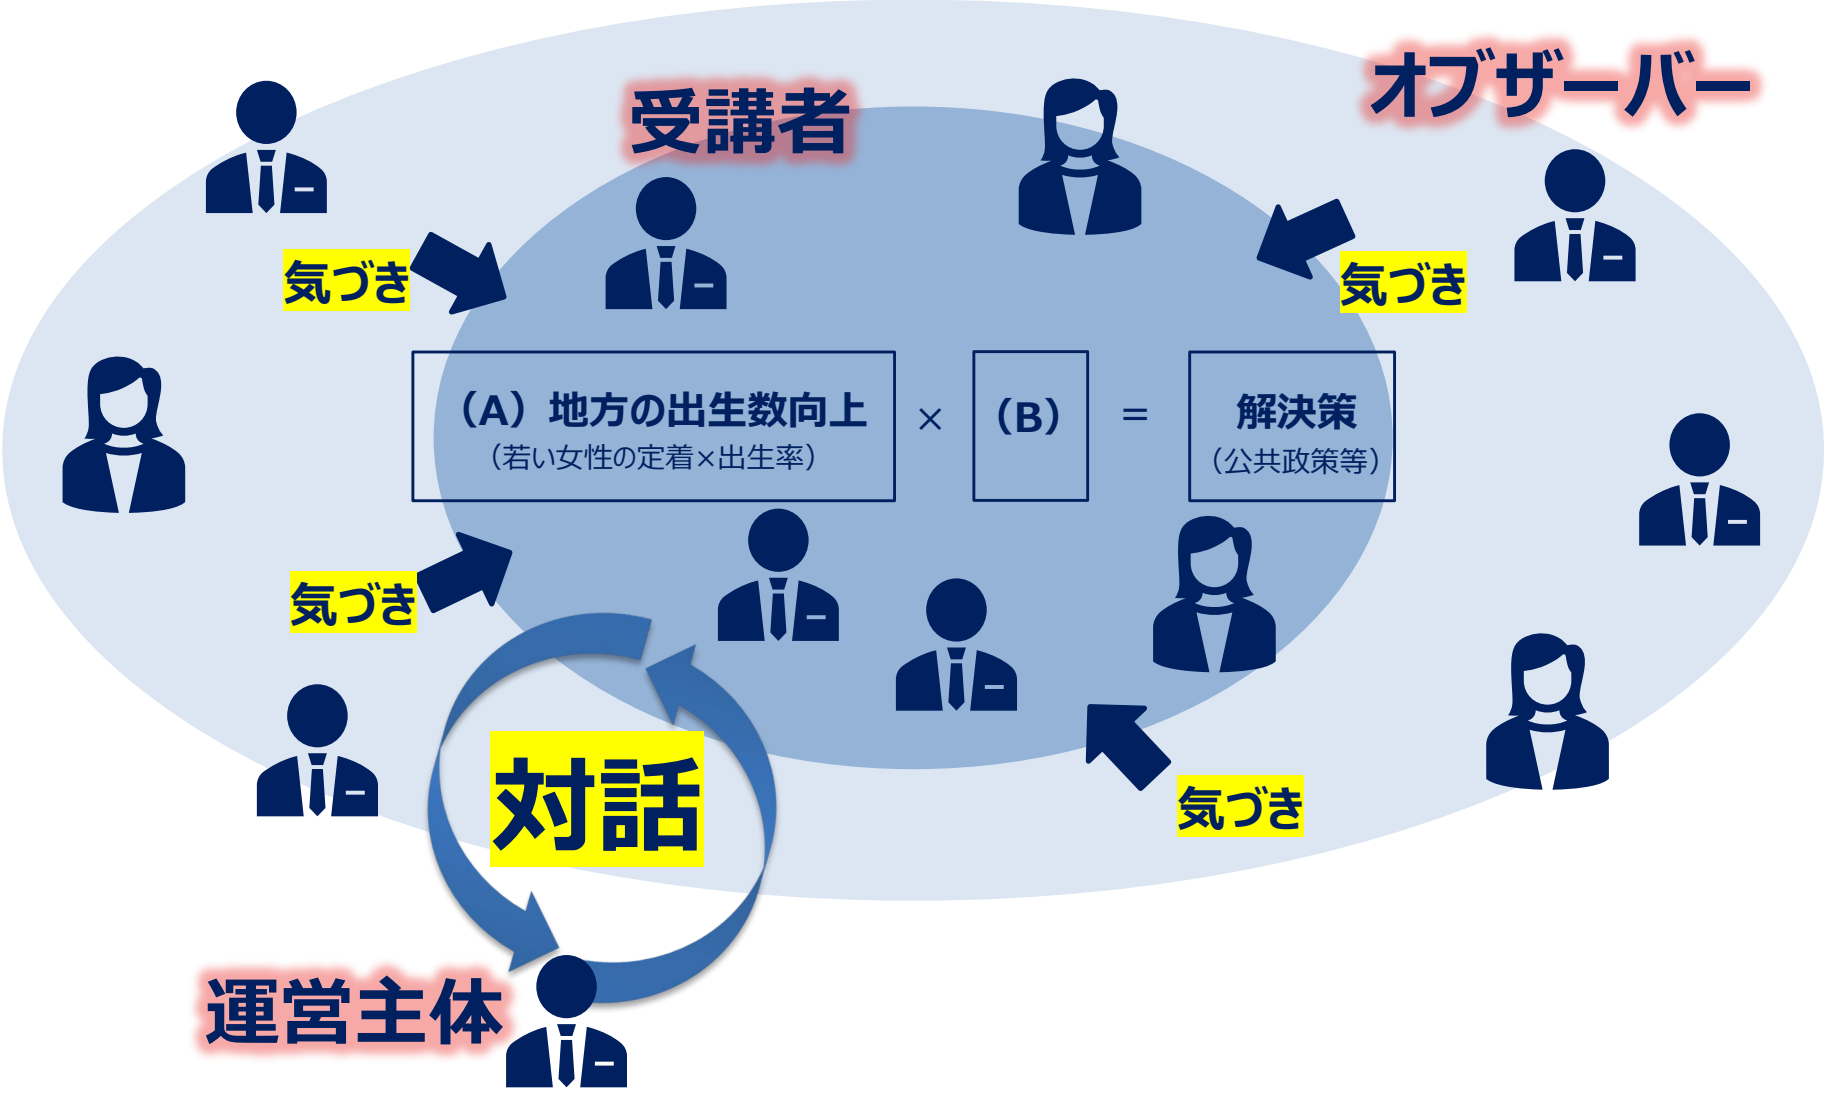 オブザーバー
受講者
気づき
気づき
（A）地方の出生数向上
（若い女性の定着×出生率）
×
（B）
＝
解決策
（公共政策等）
気づき
対話
気づき
運営主体